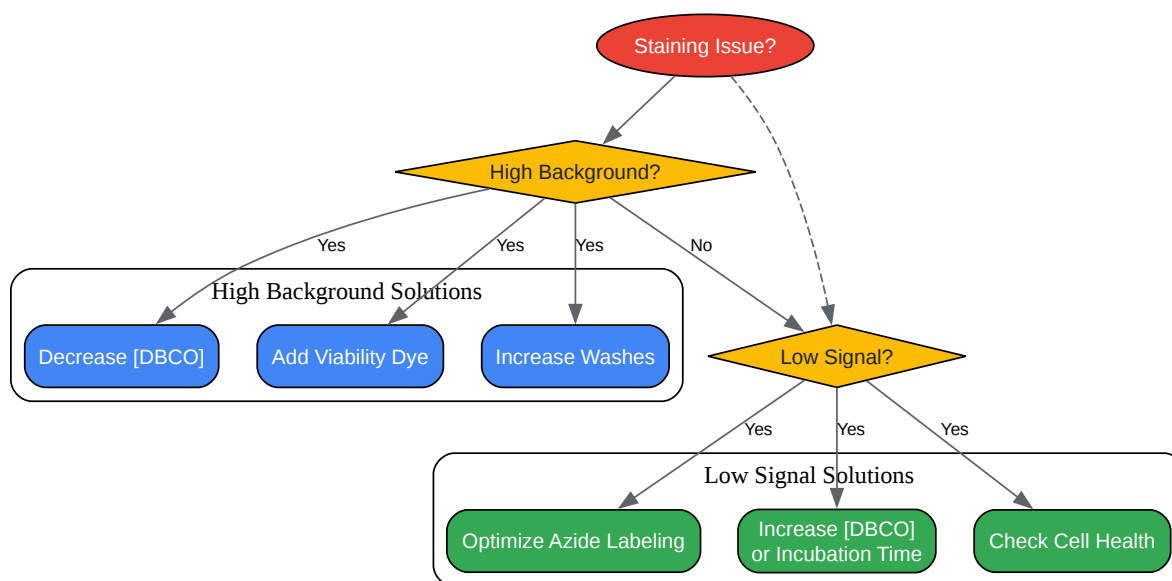 Staining Issue?
High Background?
Yes
Yes
Yes
No
High Background Solutions
Decrease [DBCO]
Add Viability Dye
Increase Washes
Low Signal?
Yes
Yes
Yes
Low Signal Solutions
Optimize Azide Labeling
Increase [DBCO]
or Incubation Time
Check Cell Health